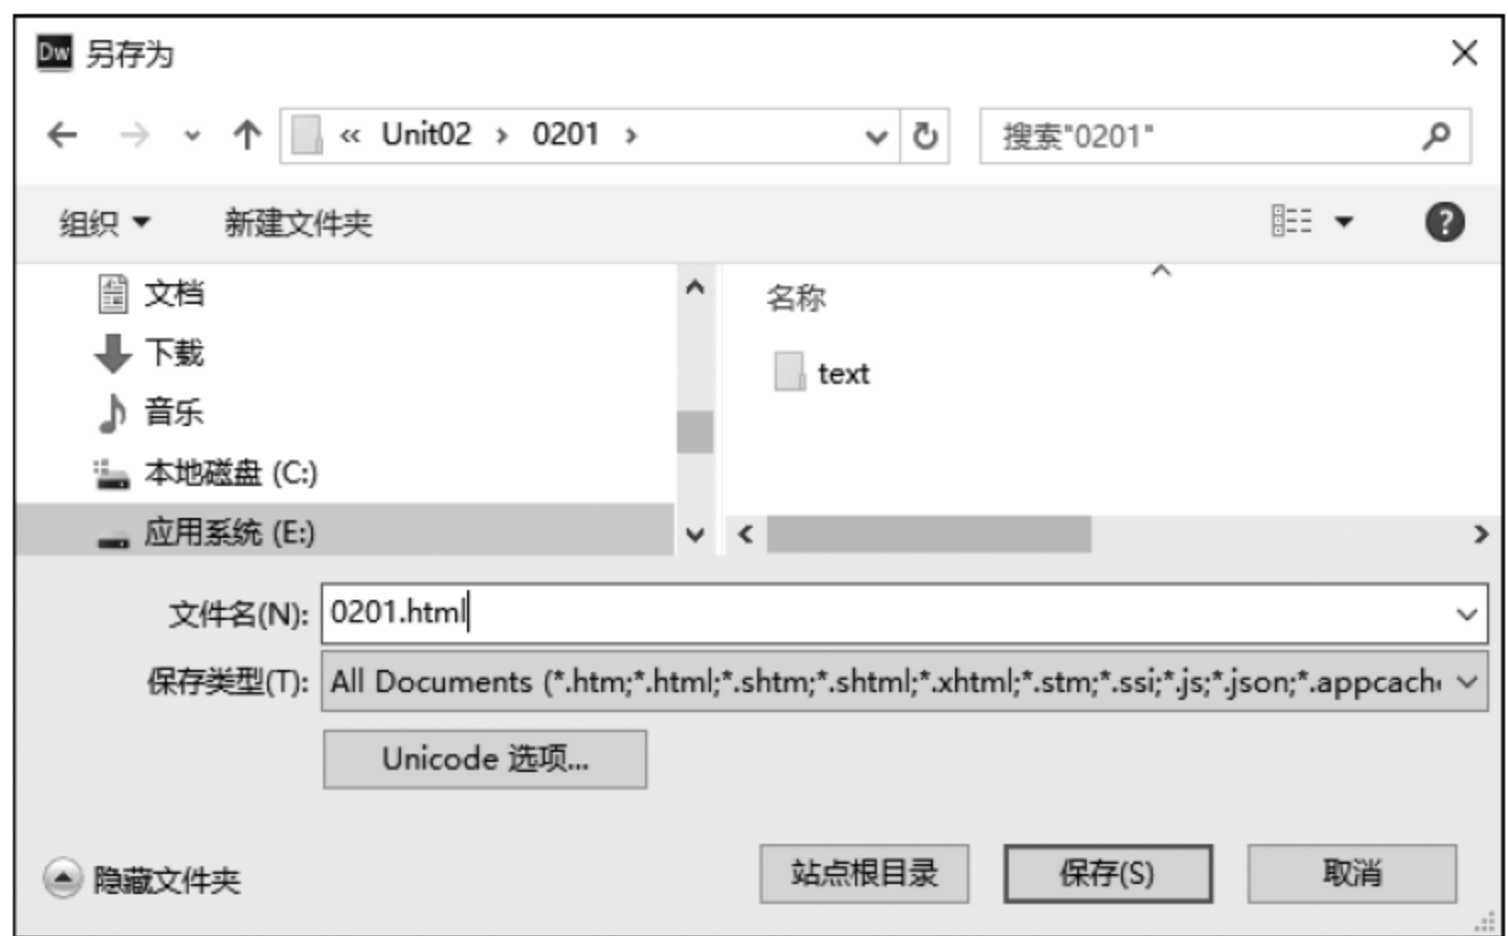 Dw 另存为
« Unit02 › 0201 ›
搜索"0201"
组织 新建文件夹
文档
下载
音乐
本地磁盘 (C:)
应用系统 (E:)
名称
text
文件名(N): 0201.html
保存类型(T): All Documents (*.htm;*.html;*.shtm;*.shtml;*.xhtml;*.stm;*.ssi;*.js;*.json;*.appcach
Unicode 选项...
隐藏文件夹 站点根目录 保存(S) 取消